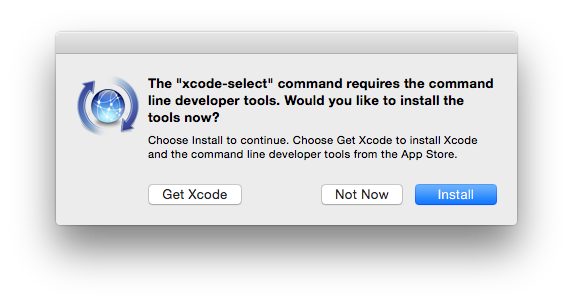 The "xcode-select" command requires the command
line developer tools. Would you like to install the
tools now?
Choose Install to continue. Choose Get Xcode to install Xcode
and the command line developer tools from the App Store.
Get Xcode
Not Now
Install